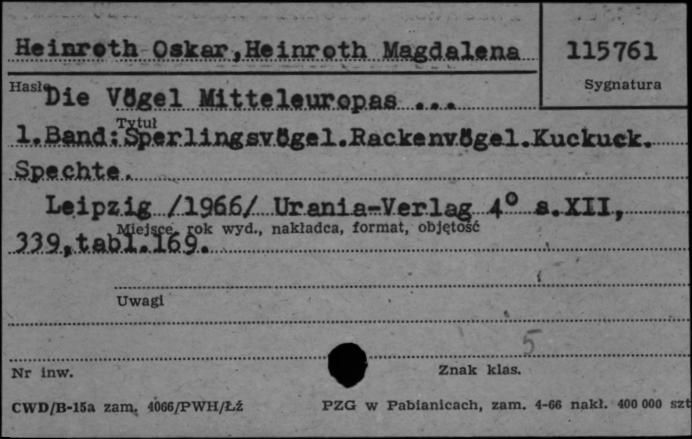 Heinroth Oskar,Heinroth Magdalena
115761
Hasło
Sygnatura
Die Vögel Mitteleuropas ...
Tytuł
1.Band:Sperlingsvögel.Rackenvögel.Kuckuck.
Spechte.
Leipzig /1966/ Urania-Verlag 4° s.XII,
Miejsce, rok wyd., nakładca, format, objętość
339,tabl.169.
Uwagi
5
Nr inw.
Znak klas.
CWD/B-15a zam. 4066/PWH/Łź
PZG w Pabianicach, zam. 4-66 nakł. 400 000 szt